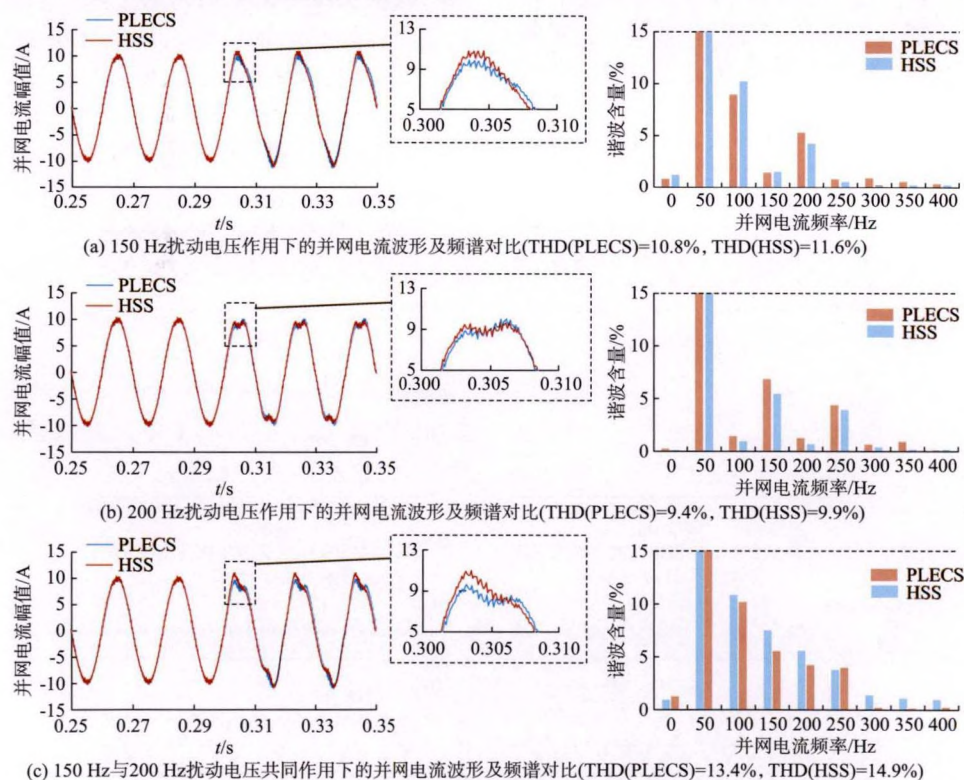 PLECS
HSS
并网电流幅值/A
15
10
5
0
-5
-10
-15
0.25 0.27 0.29 0.31 0.33 0.35
t/s
13
9
5
0.300 0.305 0.310
谐波含量/%
15
10
5
0
PLECS
HSS
0 50 100 150 200 250 300 350 400
并网电流频率/Hz
(a) 150 Hz扰动电压作用下的并网电流波形及频谱对比(THD(PLECS)=10.8%, THD(HSS)=11.6%)
PLECS
HSS
并网电流幅值/A
15
10
5
0
-5
-10
-15
0.25 0.27 0.29 0.31 0.33 0.35
t/s
13
9
5
0.300 0.305 0.310
谐波含量/%
15
10
5
0
PLECS
HSS
0 50 100 150 200 250 300 350 400
并网电流频率/Hz
(b) 200 Hz扰动电压作用下的并网电流波形及频谱对比(THD(PLECS)=9.4%, THD(HSS)=9.9%)
PLECS
HSS
并网电流幅值/A
15
10
5
0
-5
-10
-15
0.25 0.27 0.29 0.31 0.33 0.35
t/s
13
9
5
0.300 0.305 0.310
谐波含量/%
15
10
5
0
PLECS
HSS
0 50 100 150 200 250 300 350 400
并网电流频率/Hz
(c) 150 Hz与200 Hz扰动电压共同作用下的并网电流波形及频谱对比(THD(PLECS)=13.4%, THD(HSS)=14.9%)